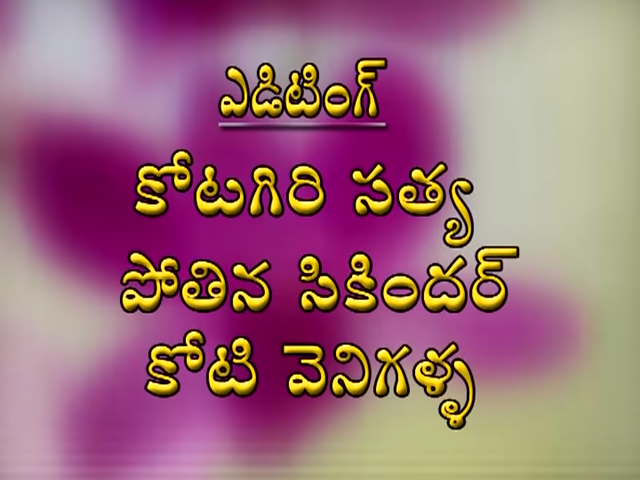 ఎడిటింగ్
కోటగిరి సత్య
పోతిన సికిందర్
కోటి వెనిగళ్ళ